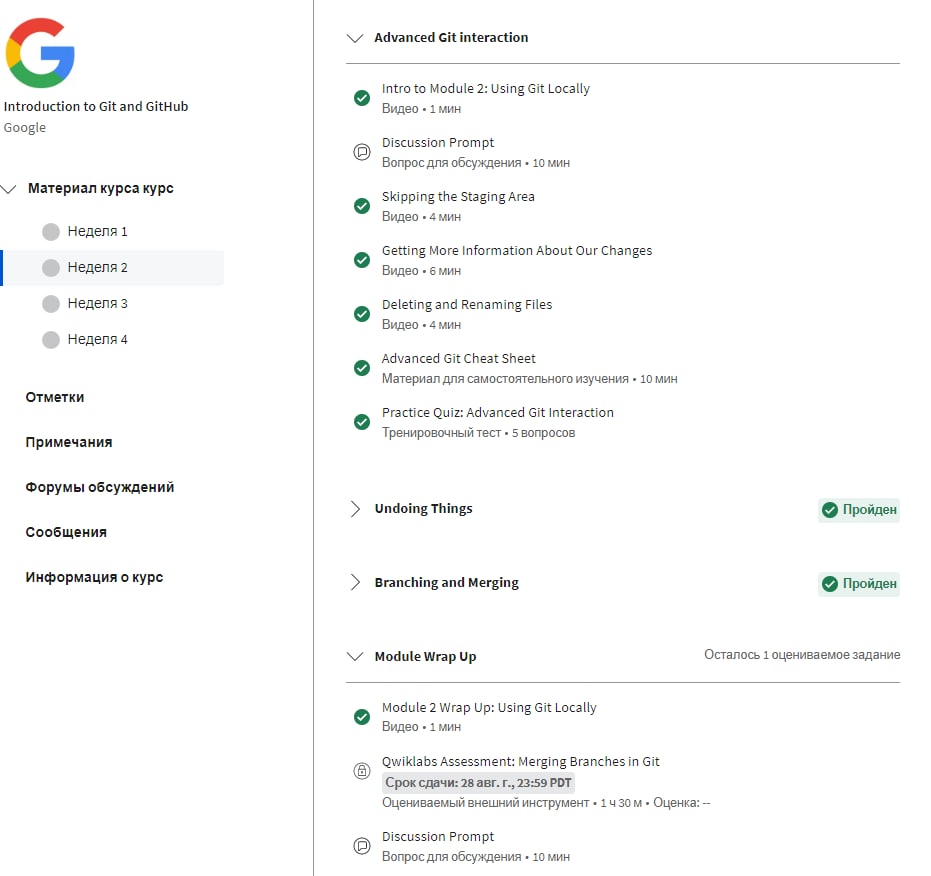 Introduction to Git and GitHub
Google
Материал курса курс
Неделя 1
Неделя 2
Неделя 3
Неделя 4
Отметки
Примечания
Форумы обсуждений
Сообщения
Информация о курс
Advanced Git interaction
Intro to Module 2: Using Git Locally
Видео • 1 мин
Discussion Prompt
Вопрос для обсуждения • 10 мин
Skipping the Staging Area
Видео • 4 мин
Getting More Information About Our Changes
Видео • 6 мин
Deleting and Renaming Files
Видео • 4 мин
Advanced Git Cheat Sheet
Материал для самостоятельного изучения • 10 мин
Practice Quiz: Advanced Git Interaction
Тренировочный тест • 5 вопросов
Undoing Things
Пройден
Branching and Merging
Пройден
Module Wrap Up
Осталось 1 оцениваемое задание
Module 2 Wrap Up: Using Git Locally
Видео • 1 мин
Qwiklabs Assessment: Merging Branches in Git
Срок сдачи: 28 авг. г., 23:59 PDT
Оцениваемый внешний инструмент • 1 ч 30 м • Оценка: --
Discussion Prompt
Вопрос для обсуждения • 10 мин